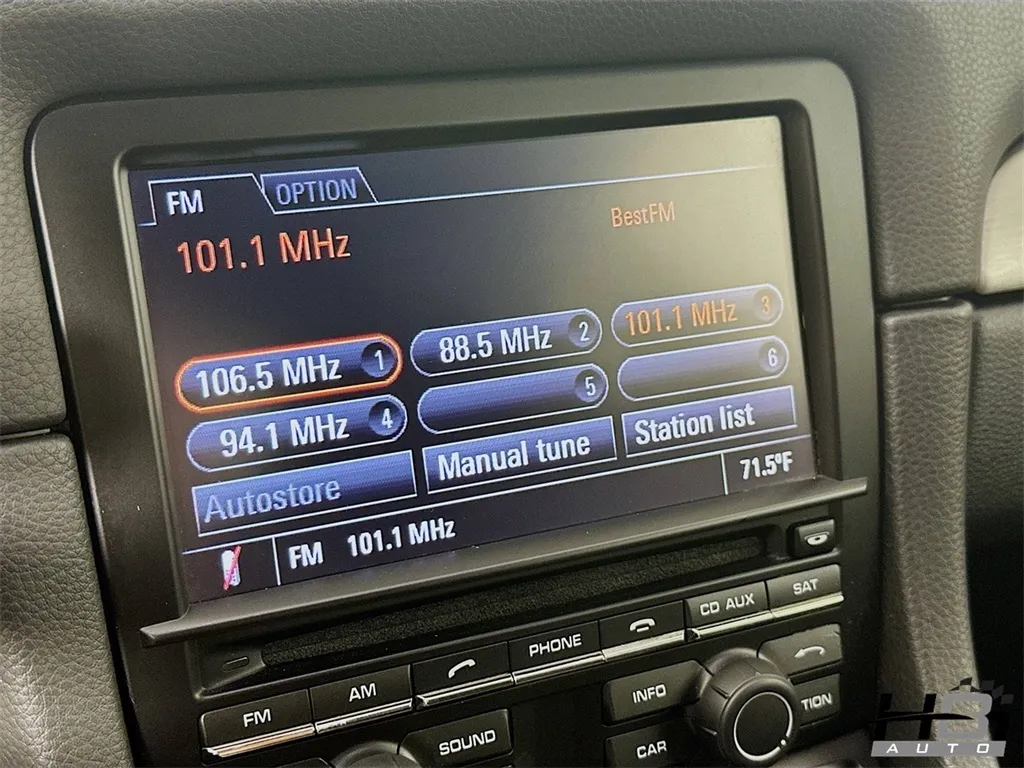 FM OPTION
101.1 MHz BestFM
106.5 MHz 1 88.5 MHz 2 101.1 MHz 3
94.1 MHz 4 5 6
Autostore Manual tune Station list
FM 101.1 MHz 71.5ºF
FM AM PHONE CD AUX SAT
SOUND INFO TION
CAR
HB
AUTO